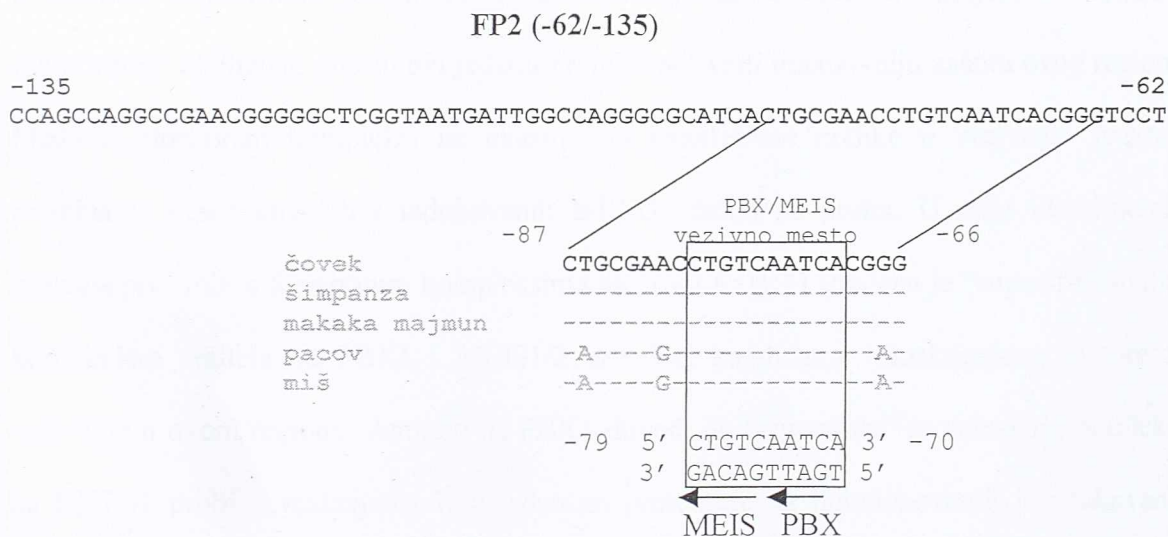 FP2 (-62/-135)
-135 -62
CCAGCCAGGCCGAACGGGGGCTCGGTAATGATTGGCCAGGGCGCATCACTGCGAACCTGTCAATCACGGGTCCT
PBX/MEIS
-87 vezivno mesto -66
čovek CTGCGAACCTGTCAATCACGGG
šimpanza ----------------------
makaka majmun ----------------------
pacov -A----G-------------A-
miš -A----G-------------A-
-79 5′ CTGTCAATCA 3′ -70
3′ GACAGTTAGT 5′
MEIS PBX